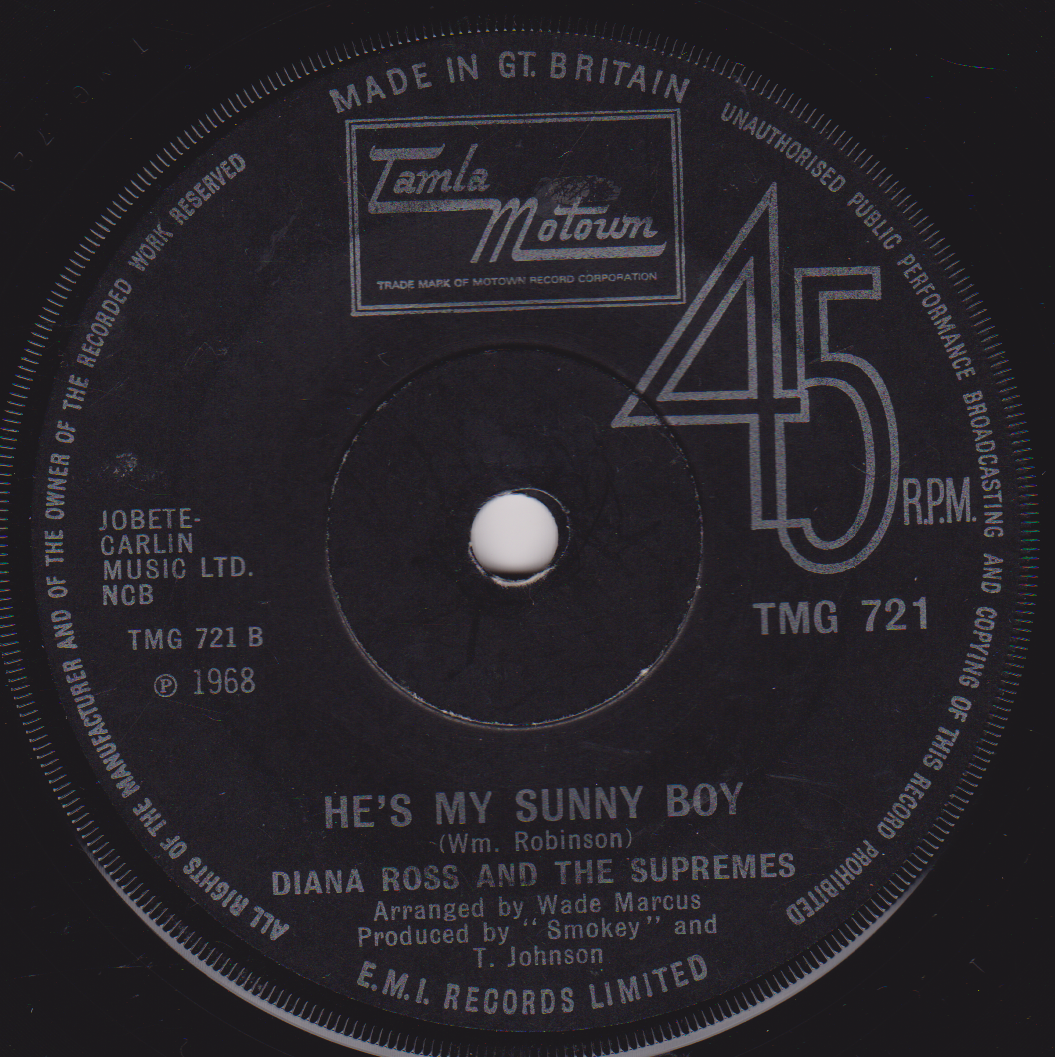 MADE IN GT. BRITAIN
UNAUTHORISED PUBLIC PERFORMANCE BROADCASTING AND COPYING OF THIS RECORD PROHIBITED
ALL RIGHTS OF THE MANUFACTURER AND OF THE OWNER OF THE RECORDED WORK RESERVED
Tamla
Motown
TRADE MARK OF MOTOWN RECORD CORPORATION
45
R.P.M.
JOBETE-
CARLIN
MUSIC LTD.
NCB
TMG 721
TMG 721 B
℗ 1968
HE'S MY SUNNY BOY
(Wm. Robinson)
DIANA ROSS AND THE SUPREMES
Arranged by Wade Marcus
Produced by "Smokey" and
T. Johnson
E.M.I. RECORDS LIMITED